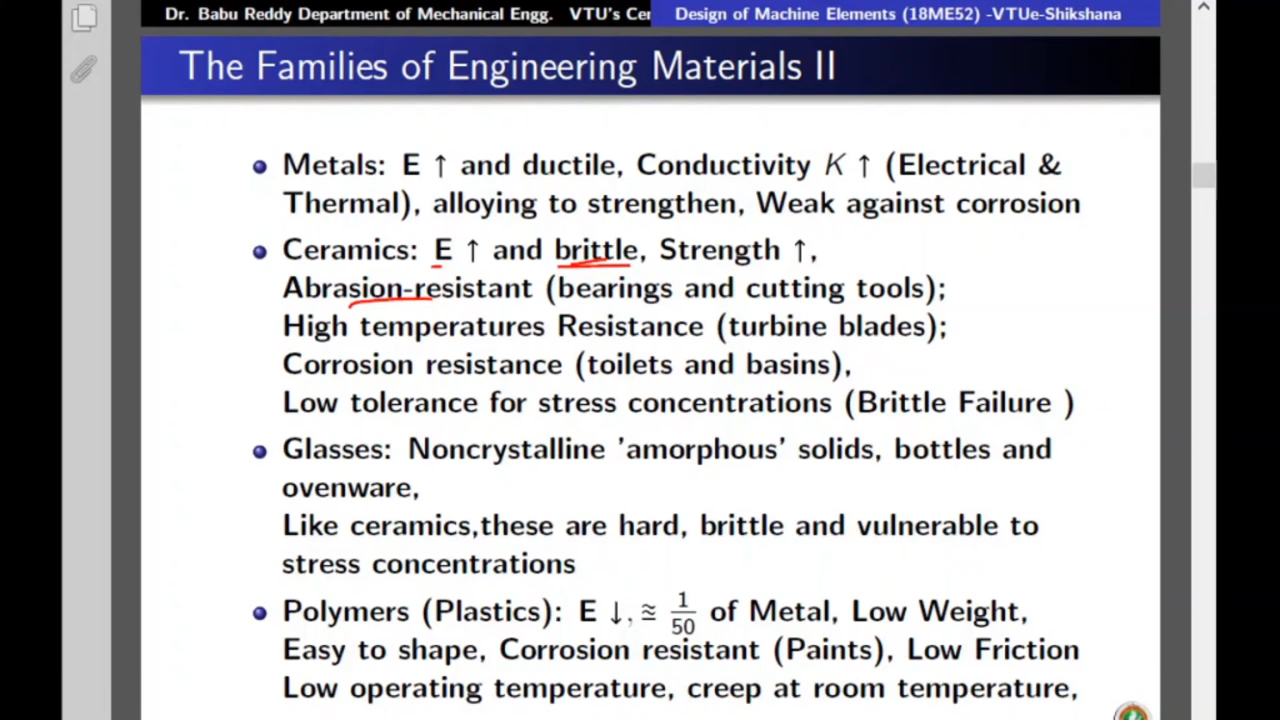 Dr. Babu Reddy Department of Mechanical Engg. VTU's Cer
Design of Machine Elements (18ME52) -VTUe-Shikshana
The Families of Engineering Materials II
Metals: E ↑ and ductile, Conductivity K ↑ (Electrical &
Thermal), alloying to strengthen, Weak against corrosion
Ceramics: E ↑ and brittle, Strength ↑,
Abrasion-resistant (bearings and cutting tools);
High temperatures Resistance (turbine blades);
Corrosion resistance (toilets and basins),
Low tolerance for stress concentrations (Brittle Failure )
Glasses: Noncrystalline 'amorphous' solids, bottles and
ovenware,
Like ceramics,these are hard, brittle and vulnerable to
stress concentrations
Polymers (Plastics): E ↓, ≊ 1/50 of Metal, Low Weight,
Easy to shape, Corrosion resistant (Paints), Low Friction
Low operating temperature, creep at room temperature,